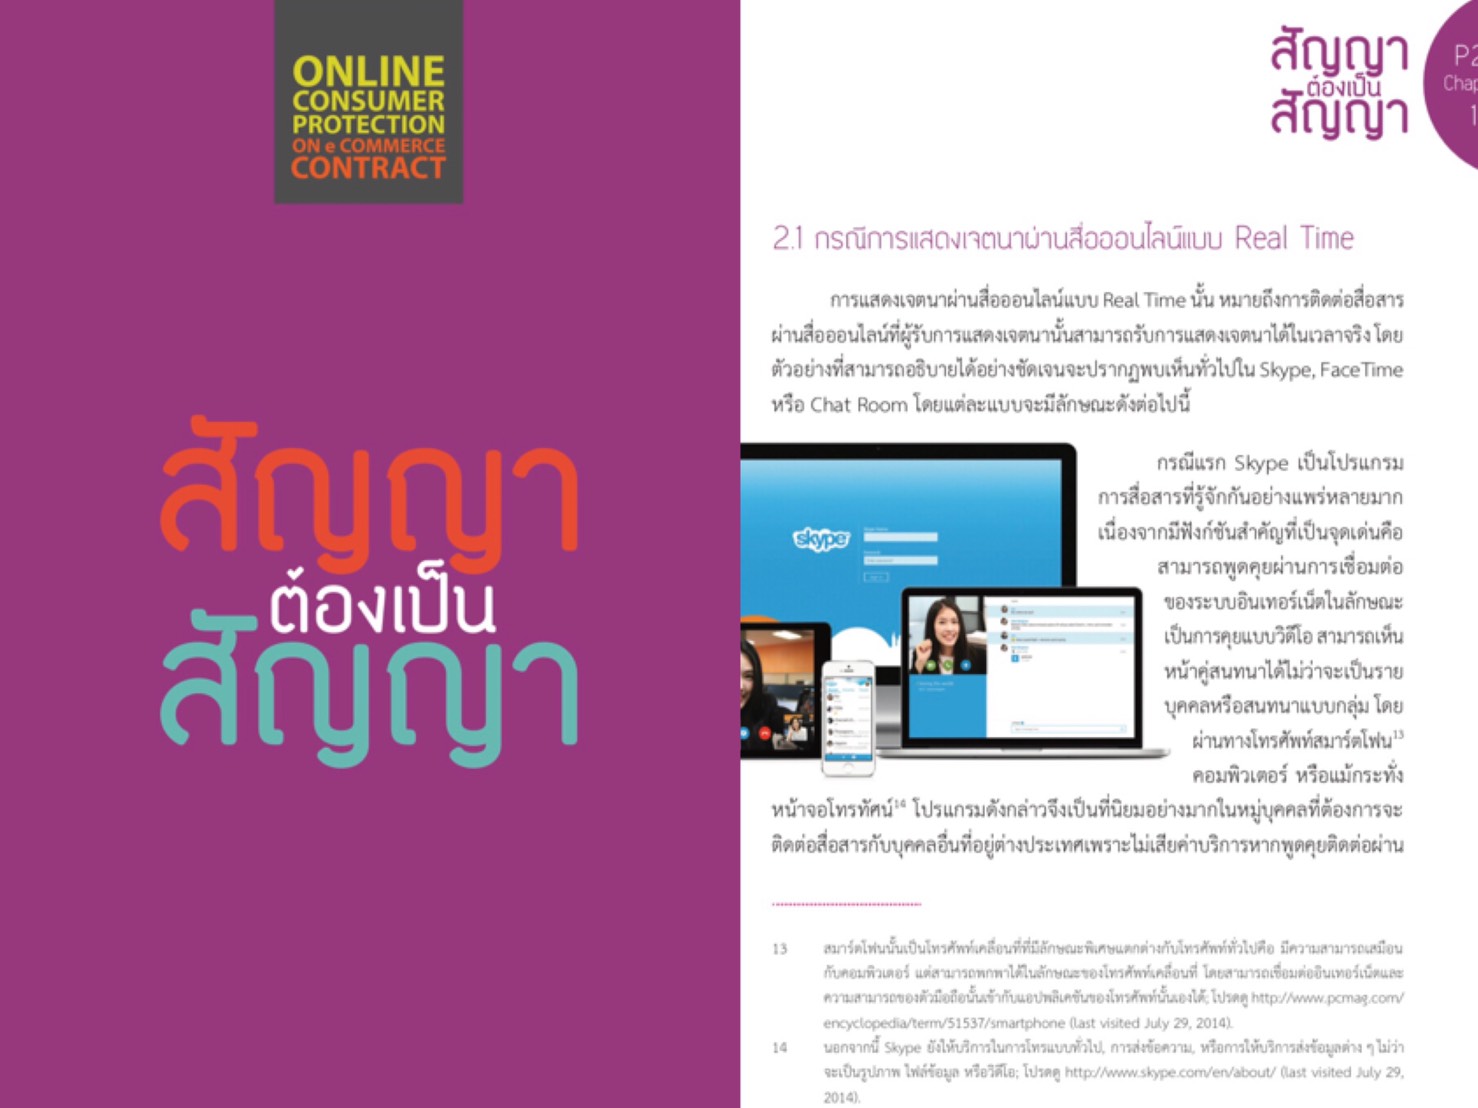 ONLINE
CONSUMER
PROTECTION
ON e COMMERCE
CONTRACT
สัญญา
ต้องเป็น
สัญญา
สัญญา
ต้องเป็น
สัญญา
2.1 กรณีการแสดงเจตนาผ่านสื่อออนไลน์แบบ Real Time
การแสดงเจตนาผ่านสื่อออนไลน์แบบ Real Time นั้น หมายถึงการติดต่อสื่อสาร
ผ่านสื่อออนไลน์ที่ผู้รับการแสดงเจตนานั้นสามารถรับการแสดงเจตนาได้ในเวลาจริง โดย
ตัวอย่างที่สามารถอธิบายได้อย่างชัดเจนจะปรากฏพบเห็นทั่วไปใน Skype, FaceTime
หรือ Chat Room โดยแต่ละแบบจะมีลักษณะดังต่อไปนี้
skype
กรณีแรก Skype เป็นโปรแกรม
การสื่อสารที่รู้จักกันอย่างแพร่หลายมาก
เนื่องจากมีฟังก์ชันสำคัญที่เป็นจุดเด่นคือ
สามารถพูดคุยผ่านการเชื่อมต่อ
ของระบบอินเทอร์เน็ตในลักษณะ
เป็นการคุยแบบวิดีโอ สามารถเห็น
หน้าคู่สนทนาได้ไม่ว่าจะเป็นราย
บุคคลหรือสนทนาแบบกลุ่ม โดย
ผ่านทางโทรศัพท์สมาร์ตโฟน13
คอมพิวเตอร์ หรือแม้กระทั่ง
หน้าจอโทรทัศน์14 โปรแกรมดังกล่าวจึงเป็นที่นิยมอย่างมากในหมู่บุคคลที่ต้องการจะ
ติดต่อสื่อสารกับบุคคลอื่นที่อยู่ต่างประเทศเพราะไม่เสียค่าบริการหากพูดคุยติดต่อผ่าน
13 สมาร์ตโฟนนั้นเป็นโทรศัพท์เคลื่อนที่ที่มีลักษณะพิเศษแตกต่างกับโทรศัพท์ทั่วไปคือ มีความสามารถเสมือน
กับคอมพิวเตอร์ แต่สามารถพกพาได้ในลักษณะของโทรศัพท์เคลื่อนที่ โดยสามารถเชื่อมต่ออินเทอร์เน็ตและ
ความสามารถของตัวมือถือนั้นเข้ากับแอปพลิเคชันของโทรศัพท์นั้นเองได้; โปรดดู http://www.pcmag.com/
encyclopedia/term/51537/smartphone (last visited July 29, 2014).
14 นอกจากนี้ Skype ยังให้บริการในการโทรแบบทั่วไป, การส่งข้อความ, หรือการให้บริการส่งข้อมูลต่าง ๆ ไม่ว่า
จะเป็นรูปภาพ ไฟล์ข้อมูล หรือวิดีโอ; โปรดดู http://www.skype.com/en/about/ (last visited July 29,
2014).